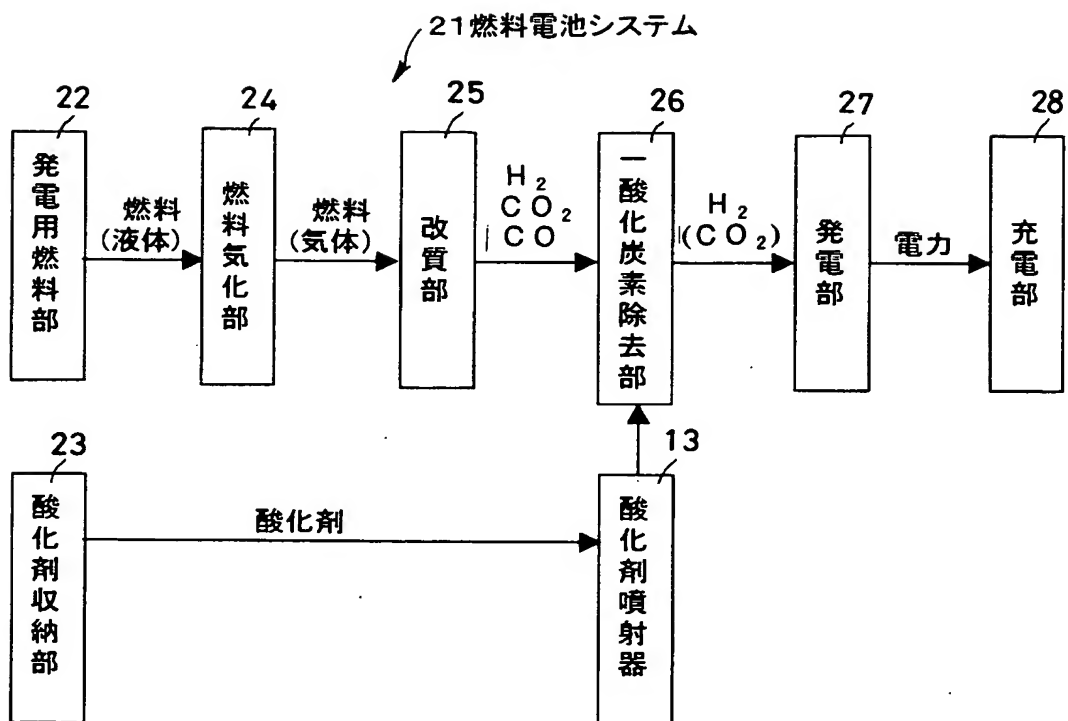 21燃料電池システム
22
24
25
26
27
28
発電用燃料部
燃料
(液体)
燃料気化部
燃料
(気体)
改質部
H2
CO2
CO
一酸化炭素除去部
H2
(CO2)
発電部
電力
充電部
23
13
酸化剤収納部
酸化剤
酸化剤噴射器